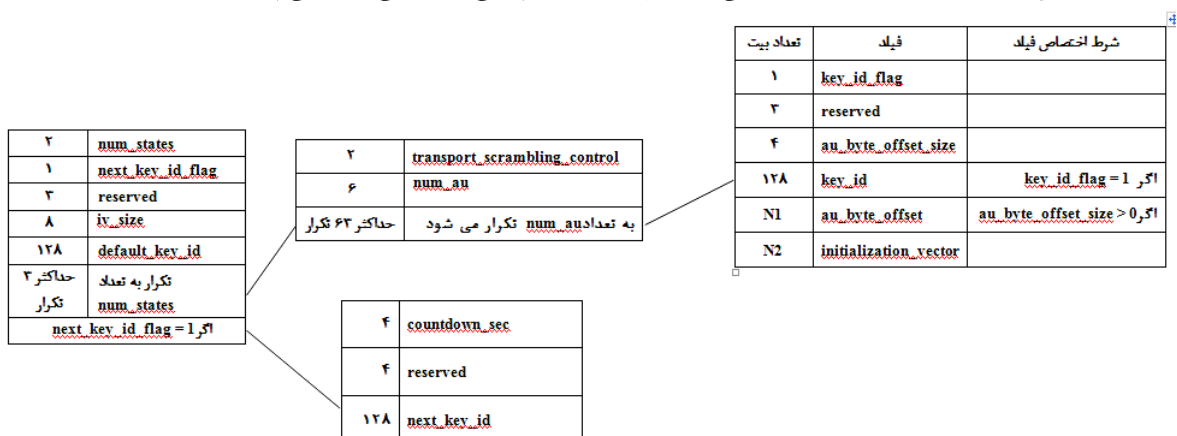 تعداد بیت	فیلد	شرط اختصاص فیلد
۱	key_id_flag
۳	reserved
۴	au_byte_offset_size
۱۲۸	key_id	اگر key_id_flag = 1
N1	au_byte_offset	اگر au_byte_offset_size > 0
N2	initialization_vector
۲	num_states
۱	next_key_id_flag
۳	reserved
۸	iv_size
۱۲۸	default_key_id
حداکثر ۳	تکرار به تعداد
تکرار	num_states
اگر next_key_id_flag = 1
۲	transport_scrambling_control
۶	num_au
حداکثر ۶۳ تکرار	به تعداد num_au تکرار می شود
۴	countdown_sec
۴	reserved
۱۲۸	next_key_id